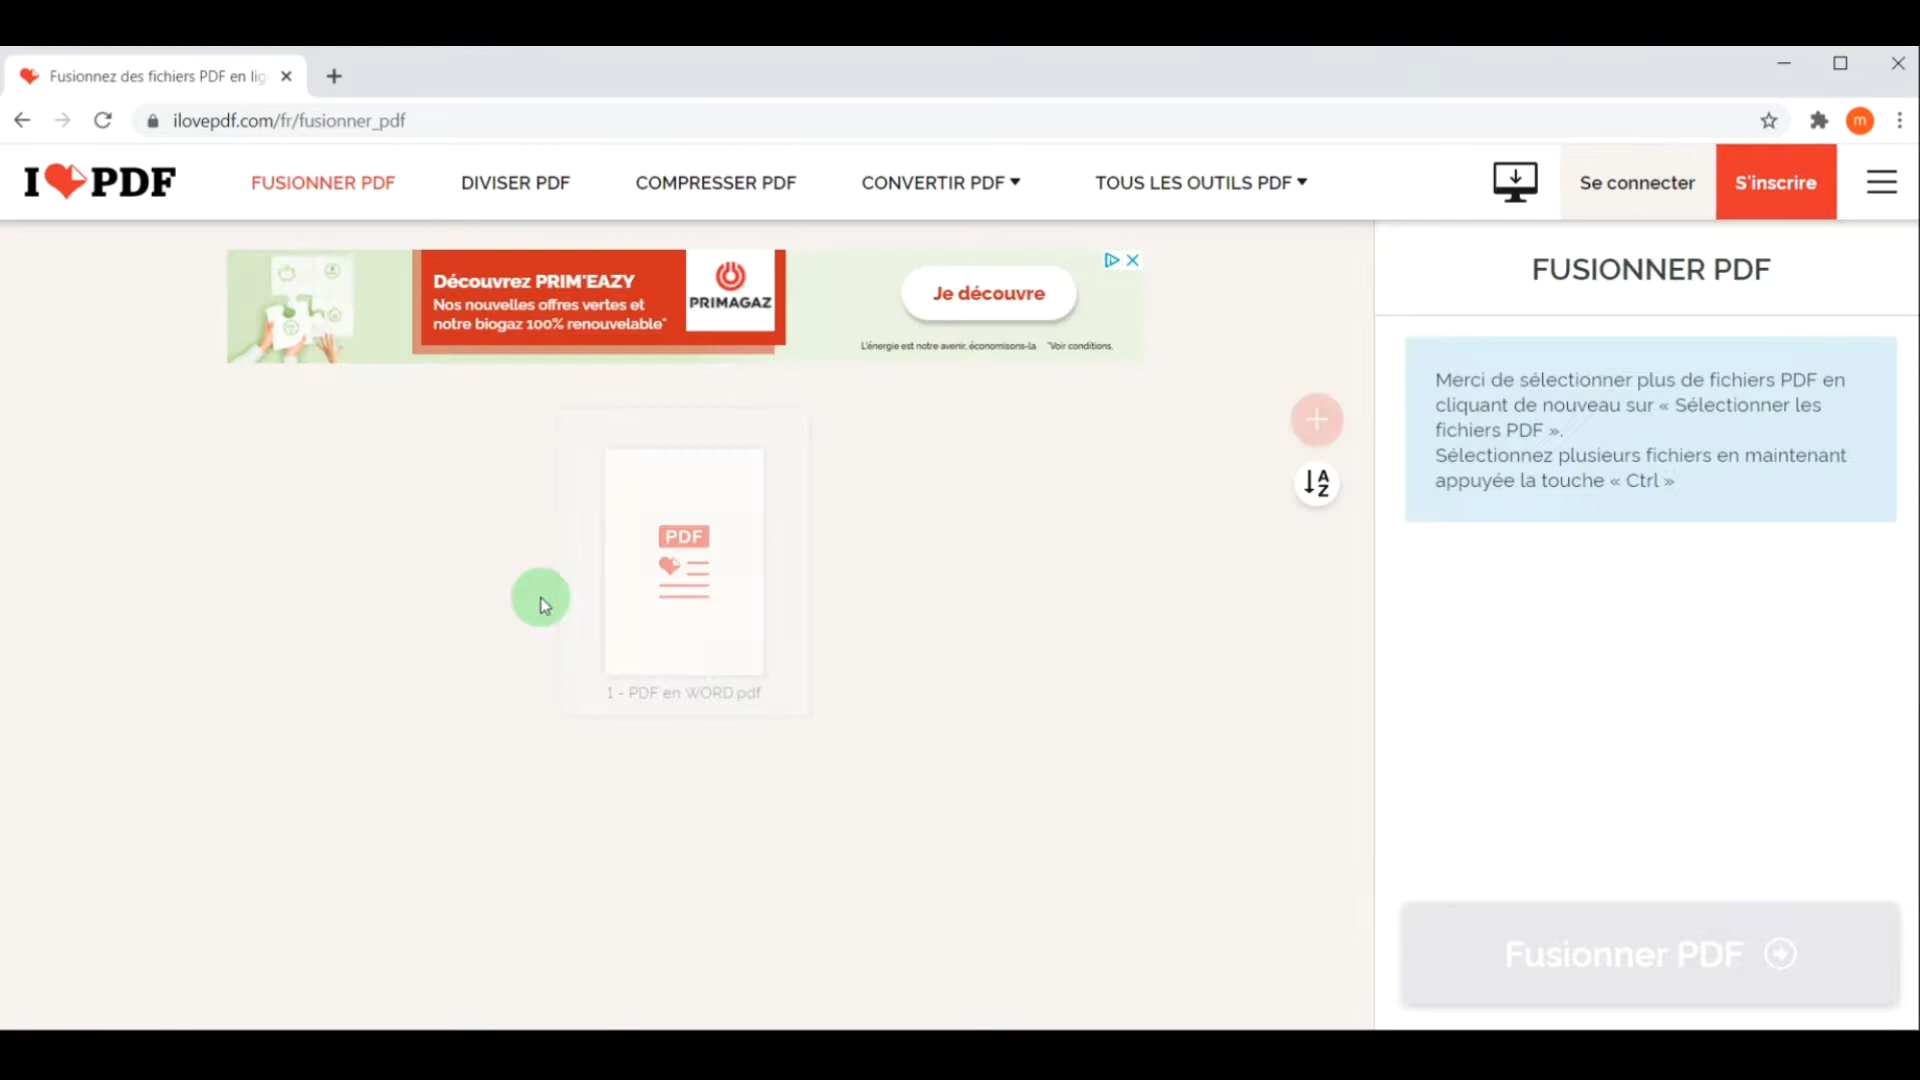 Fusionnez des fichiers PDF en lig
ilovepdf.com/fr/fusionner_pdf
m
I PDF
FUSIONNER PDF
DIVISER PDF
COMPRESSER PDF
CONVERTIR PDF
TOUS LES OUTILS PDF
Se connecter
S'inscrire
Découvrez PRIM'EAZY
Nos nouvelles offres vertes et
notre biogaz 100% renouvelable*
PRIMAGAZ
Je découvre
L'énergie est notre avenir, économisons-la *Voir conditions.
FUSIONNER PDF
Merci de sélectionner plus de fichiers PDF en
cliquant de nouveau sur « Sélectionner les
fichiers PDF ».
Sélectionnez plusieurs fichiers en maintenant
appuyée la touche « Ctrl »
A
Z
PDF
1 - PDF en WORD.pdf
Fusionner PDF